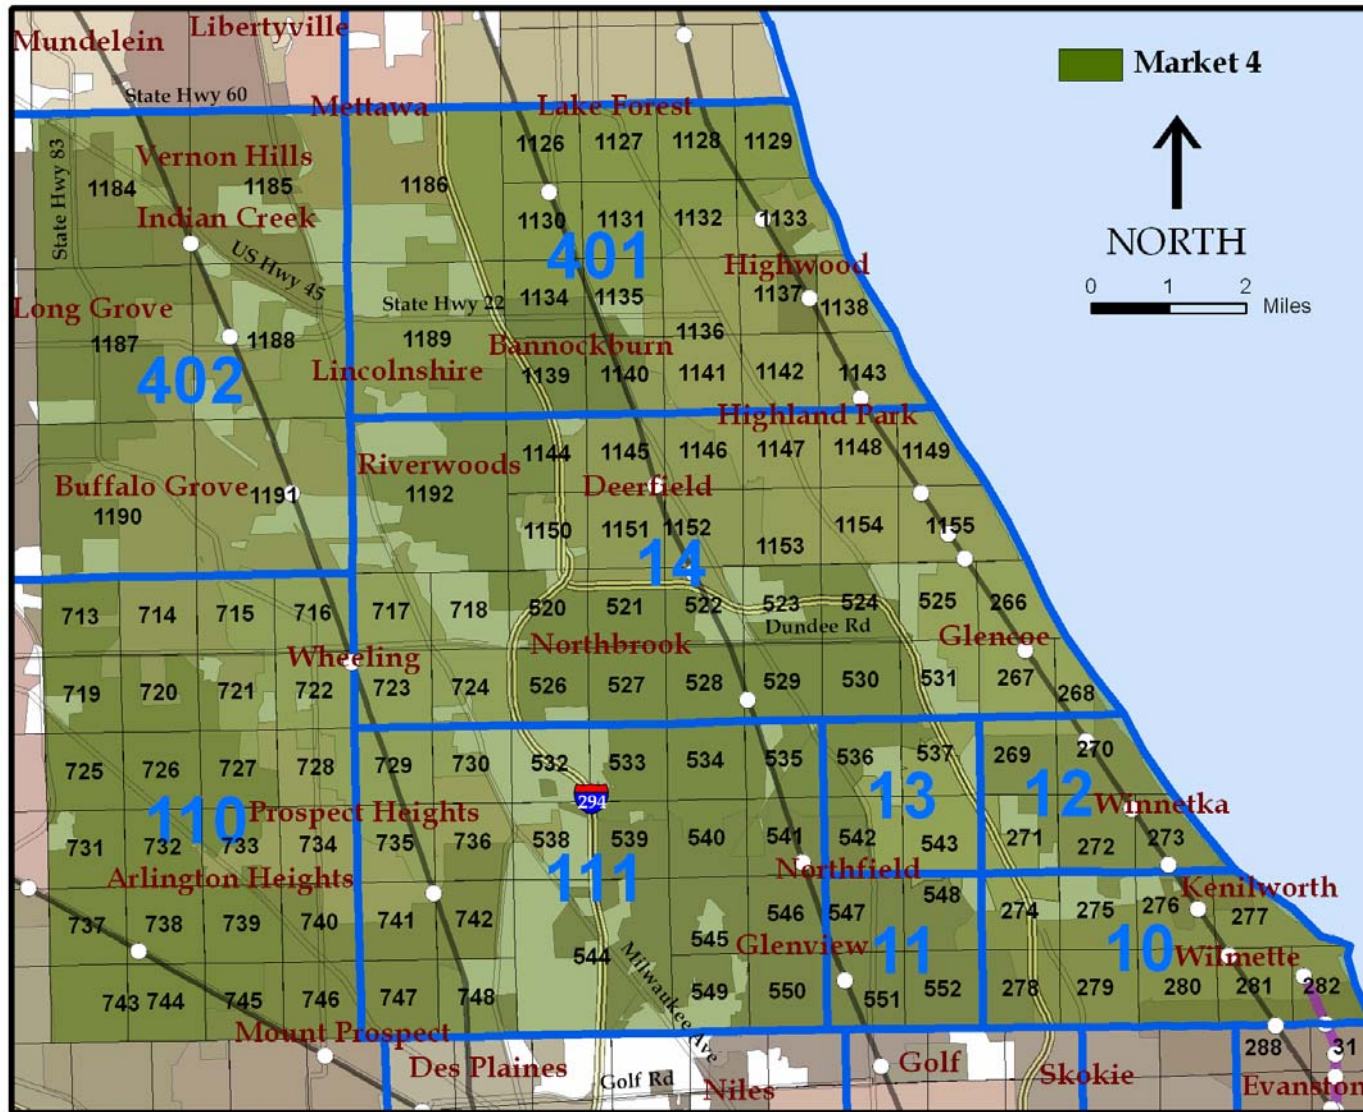 Mundelein
Libertyville
Market 4
State Hwy 60
Mettawa
Lake Forest
State Hwy 83
1126 1127 1128 1129
Vernon Hills
1184 1185 1186
Indian Creek
1130 1131 1132 1133
NORTH
401
US Hwy 45
Highwood
0 1 2
Miles
1134 1135 1137 1138
Long Grove
State Hwy 22
1187 1188 1189 1136
Bannockburn
402
Lincolnshire
1139 1140 1141 1142 1143
Highland Park
1144 1145 1146 1147 1148 1149
Riverwoods
Buffalo Grove
1191 1192
Deerfield
1190
1150 1151 1152 1153 1154 1155
14
713 714 715 716 717 718 520 521 522 523 524 525 266
Dundee Rd
Glencoe
Wheeling
Northbrook
719 720 721 722 723 724 526 527 528 529 530 531 267 268
725 726 727 728 729 730 532 533 534 535 536 537 269 270
294
13
12
Winnetka
110
Prospect Heights
731 732 733 734 735 736 538 539 540 541 542 543 271 272 273
Arlington Heights
111
Northfield
Kenilworth
737 738 739 740 741 742 545 546 547 548 274 275 276 277
Glenview
11
10
Wilmette
544
Milwaukee Ave
743 744 745 746 747 748 549 550 551 552 278 279 280 281 282
Mount Prospect
288 31
Des Plaines
Golf Rd
Niles
Golf
Skokie
Evanston